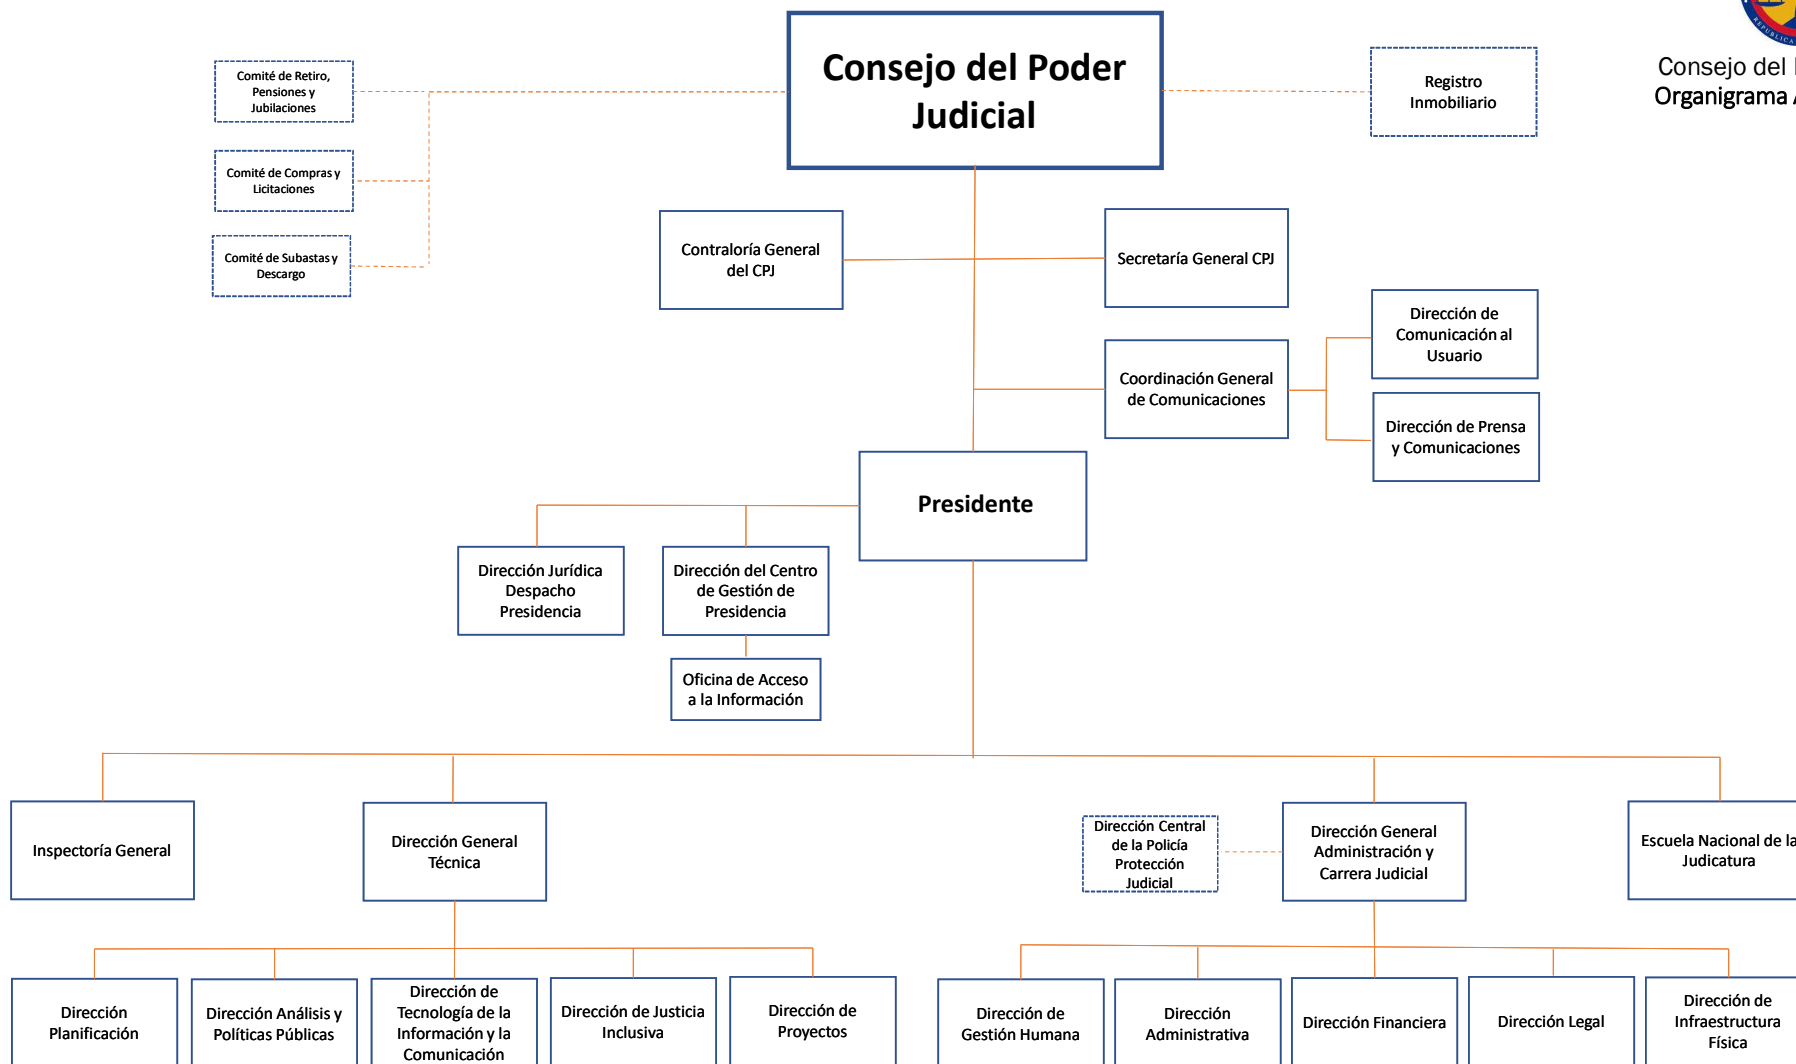 Consejo del Poder
Judicial
Comité de Retiro,
Pensiones y
Jubilaciones
Comité de Compras y
Licitaciones
Comité de Subastas y
Descargo
Registro
Inmobiliario
Consejo del
Organigrama
Contraloría General
del CPJ
Secretaría General CPJ
Coordinación General
de Comunicaciones
Dirección de
Comunicación al
Usuario
Dirección de Prensa
y Comunicaciones
Presidente
Dirección Jurídica
Despacho
Presidencia
Dirección del Centro
de Gestión de
Presidencia
Oficina de Acceso
a la Información
Inspectoría General
Dirección General
Técnica
Dirección Central
de la Policía
Protección
Judicial
Dirección General
Administración y
Carrera Judicial
Escuela Nacional de la
Judicatura
Dirección
Planificación
Dirección Análisis y
Políticas Públicas
Dirección de
Tecnología de la
Información y la
Comunicación
Dirección de Justicia
Inclusiva
Dirección de
Proyectos
Dirección de
Gestión Humana
Dirección
Administrativa
Dirección Financiera
Dirección Legal
Dirección de
Infraestructura
Física